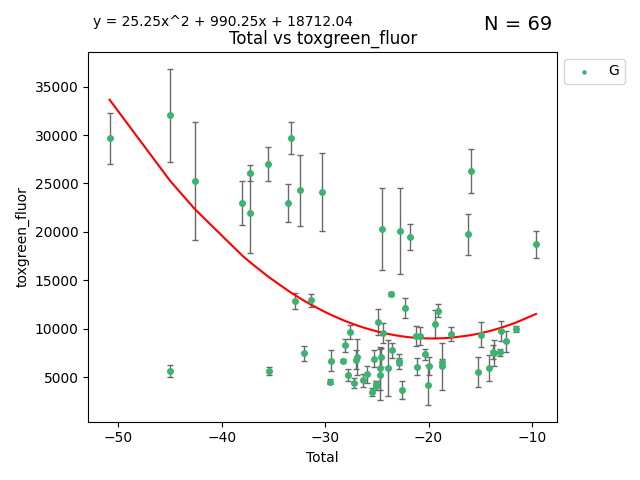 y = 25.25x^2 + 990.25x + 18712.04
N = 69
Total vs toxgreen_fluor
G
toxgreen_fluor
35000
30000
25000
20000
15000
10000
5000
−50
−40
−30
−20
−10
Total